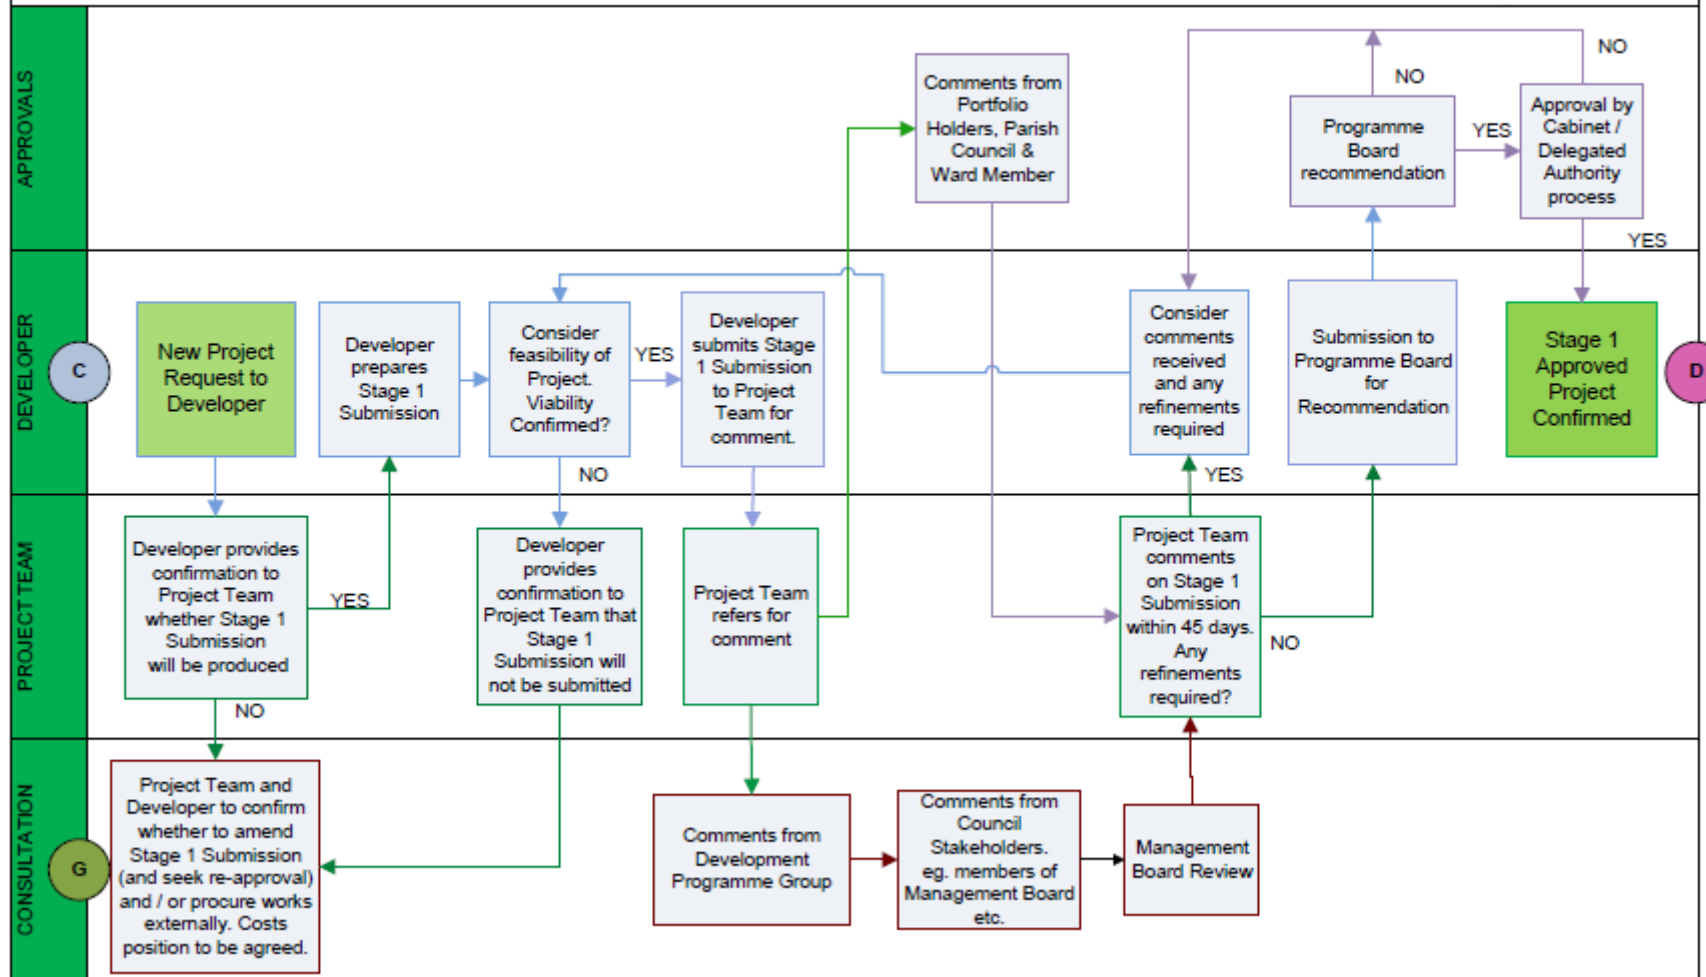 APPROVALS
Comments from
Portfolio
Holders, Parish
Council &
Ward Member
NO
NO
Programme
Board
recommendation
YES
Approval by
Cabinet /
Delegated
Authority
process
YES
DEVELOPER
C
New Project
Request to
Developer
Developer
prepares
Stage 1
Submission
Consider
feasibility of
Project.
Viability
Confirmed?
YES
NO
Developer
submits Stage
1 Submission
to Project
Team for
comment.
Consider
comments
received
and any
refinements
required
YES
Submission to
Programme Board
for
Recommendation
Stage 1
Approved
Project
Confirmed
D
PROJECT TEAM
Developer provides
confirmation to
Project Team
whether Stage 1
Submission
will be produced
YES
NO
Developer
provides
confirmation to
Project Team that
Stage 1
Submission will
not be submitted
Project Team
refers for
comment
Project Team
comments
on Stage 1
Submission
within 45 days.
Any
refinements
required?
NO
CONSULTATION
G
Project Team and
Developer to confirm
whether to amend
Stage 1 Submission
(and seek re-approval)
and / or procure works
externally. Costs
position to be agreed.
Comments from
Development
Programme Group
Comments from
Council
Stakeholders.
eg. members of
Management Board
etc.
Management
Board Review